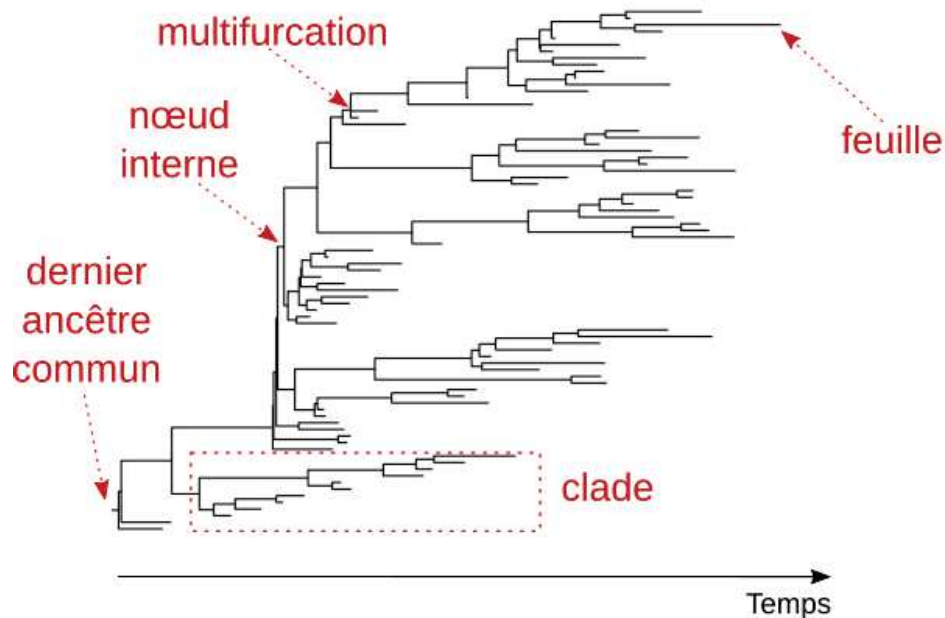 multifurcation
nœud
interne
feuille
dernier
ancêtre
commun
clade
Temps